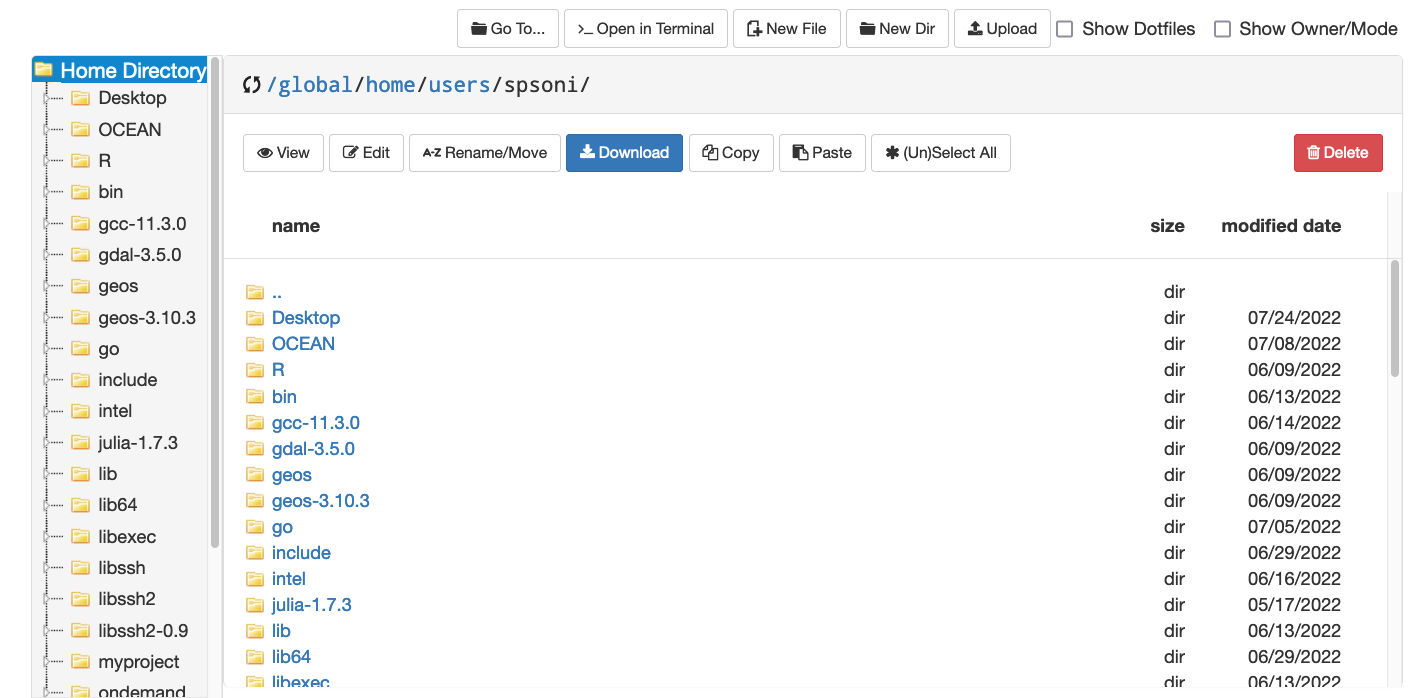 Go To... >_ Open in Terminal New File New Dir Upload Show Dotfiles Show Owner/Mode
Home Directory
Desktop
OCEAN
R
bin
gcc-11.3.0
gdal-3.5.0
geos
geos-3.10.3
go
include
intel
julia-1.7.3
lib
lib64
libexec
libssh
libssh2
libssh2-0.9
myproject
ondemand
/global/home/users/spsoni/
View Edit A-Z Rename/Move Download Copy Paste ✱ (Un)Select All Delete
name size modified date
.. dir
Desktop dir 07/24/2022
OCEAN dir 07/08/2022
R dir 06/09/2022
bin dir 06/13/2022
gcc-11.3.0 dir 06/14/2022
gdal-3.5.0 dir 06/09/2022
geos dir 06/09/2022
geos-3.10.3 dir 06/09/2022
go dir 07/05/2022
include dir 06/29/2022
intel dir 06/16/2022
julia-1.7.3 dir 05/17/2022
lib dir 06/13/2022
lib64 dir 06/29/2022
libexec dir 06/13/2022